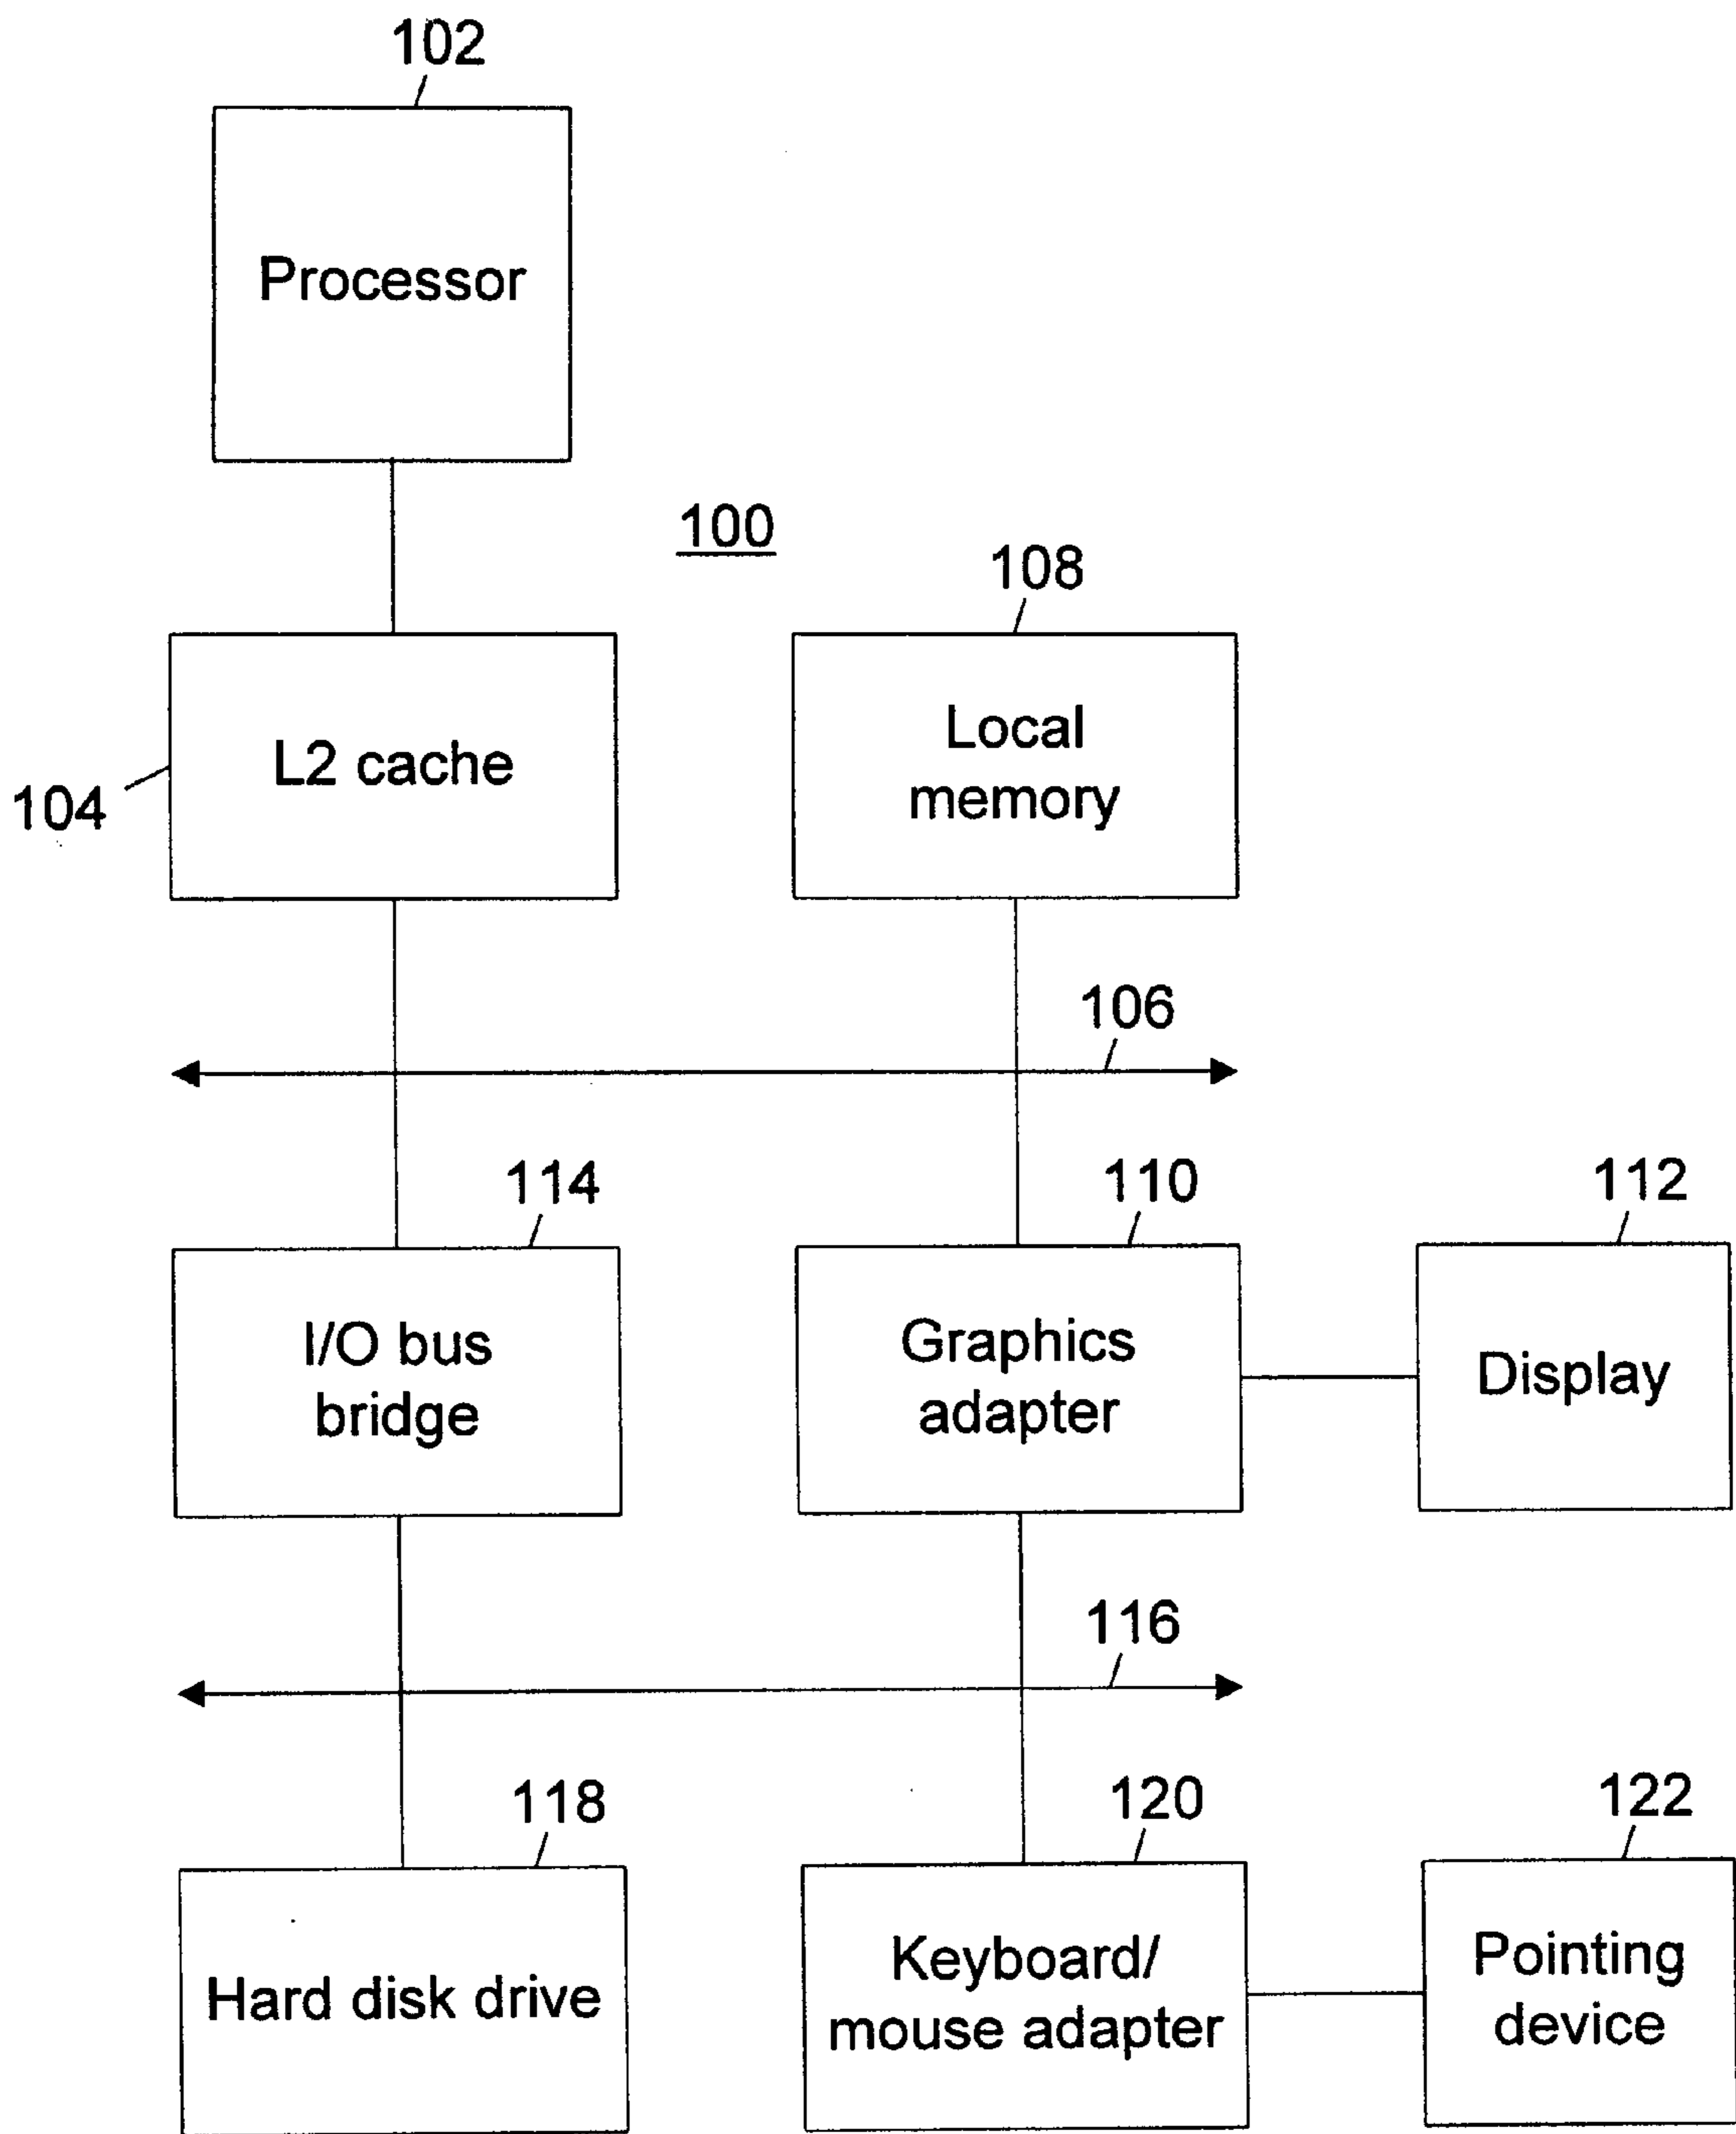 102
Processor
100
108
L2 cache
104
Local
memory
106
114
110
112
I/O bus
bridge
Graphics
adapter
Display
116
118
120
122
Hard disk drive
Keyboard/
mouse adapter
Pointing
device